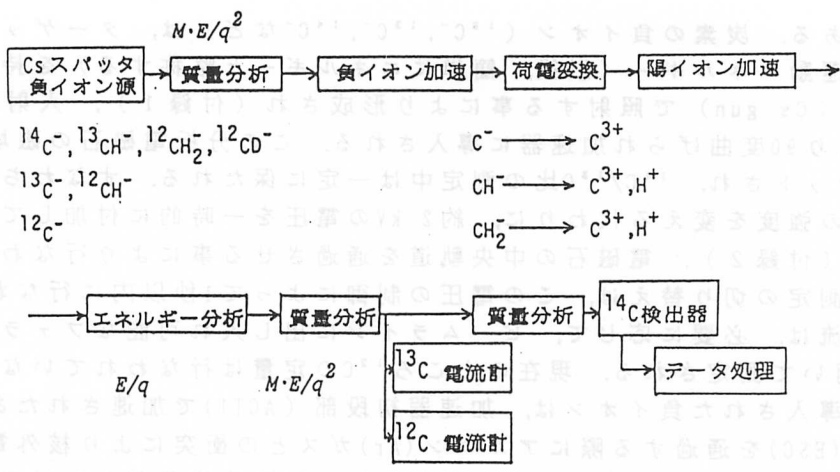 M·E/q²
Csスパッタ
負イオン源
質量分析
負イオン加速
荷電変換
陽イオン加速
¹⁴C⁻, ¹³CH⁻, ¹²CH₂⁻, ¹²CD⁻
¹³C⁻, ¹²CH⁻
¹²C⁻
C⁻ → C³⁺
CH⁻ → C³⁺, H⁺
CH₂⁻ → C³⁺, H⁺
エネルギー分析
質量分析
質量分析
¹⁴C検出器
E/q
M·E/q²
¹³C 電流計
データ処理
¹²C 電流計